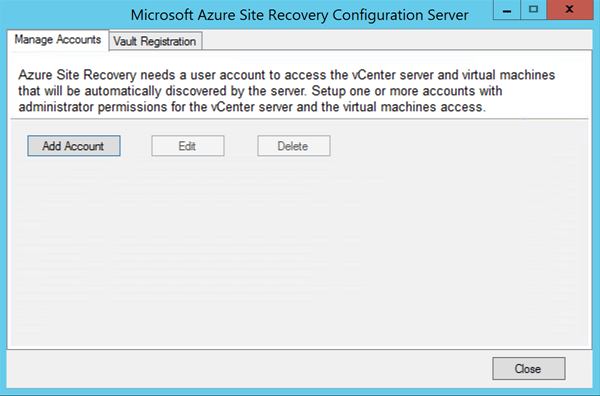 Microsoft Azure Site Recovery Configuration Server
Manage Accounts Vault Registration
Azure Site Recovery needs a user account to access the vCenter server and virtual machines
that will be automatically discovered by the server. Setup one or more accounts with
administrator permissions for the vCenter server and the virtual machines access.
Add Account Edit Delete
Close